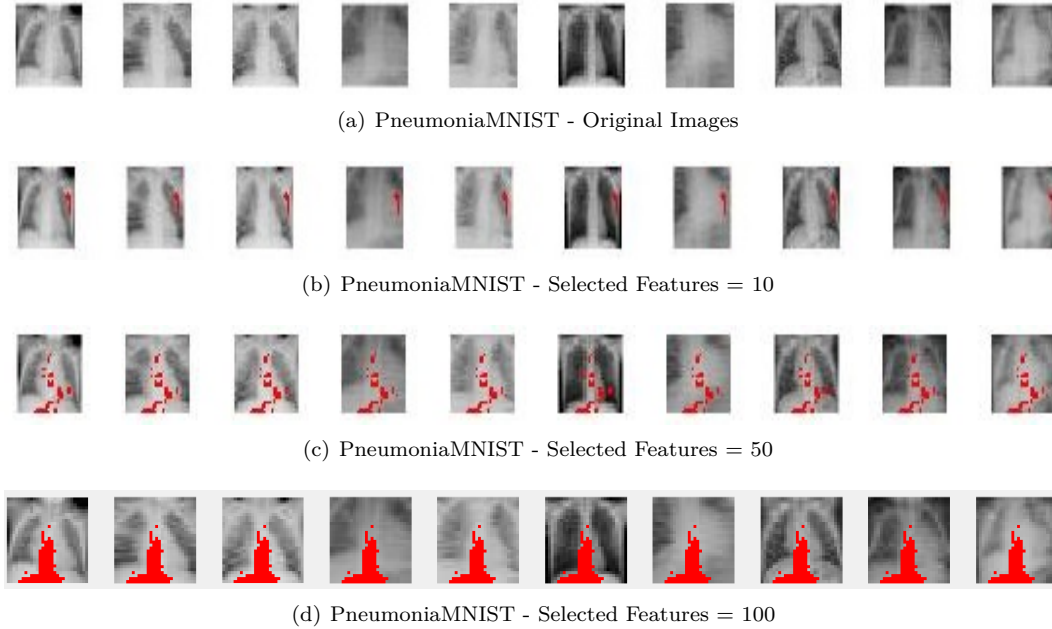 (a) PneumoniaMNIST - Original Images
(b) PneumoniaMNIST - Selected Features = 10
(c) PneumoniaMNIST - Selected Features = 50
(d) PneumoniaMNIST - Selected Features = 100